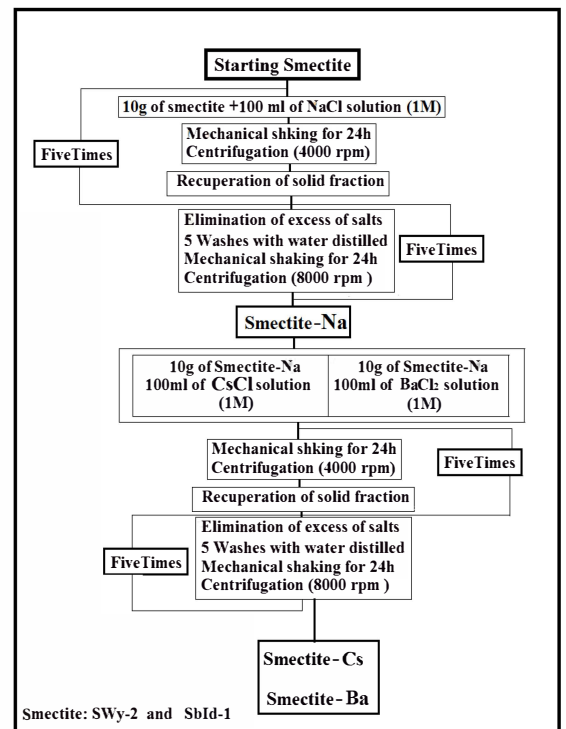 Starting Smectite
10g of smectite +100 ml of NaCl solution (1M)
Mechanical shking for 24h
Centrifugation (4000 rpm)
FiveTimes
Recuperation of solid fraction
Elimination of excess of salts
5 Washes with water distilled
Mechanical shaking for 24h
Centrifugation (8000 rpm )
FiveTimes
Smectite-Na
10g of Smectite-Na
100ml of CsCl solution
(1M)
10g of Smectite-Na
100ml of BaCl₂ solution
(1M)
Mechanical shking for 24h
Centrifugation (4000 rpm)
FiveTimes
Recuperation of solid fraction
Elimination of excess of salts
5 Washes with water distilled
Mechanical shaking for 24h
Centrifugation (8000 rpm )
FiveTimes
Smectite-Cs
Smectite-Ba
Smectite: SWy-2 and SbId-1